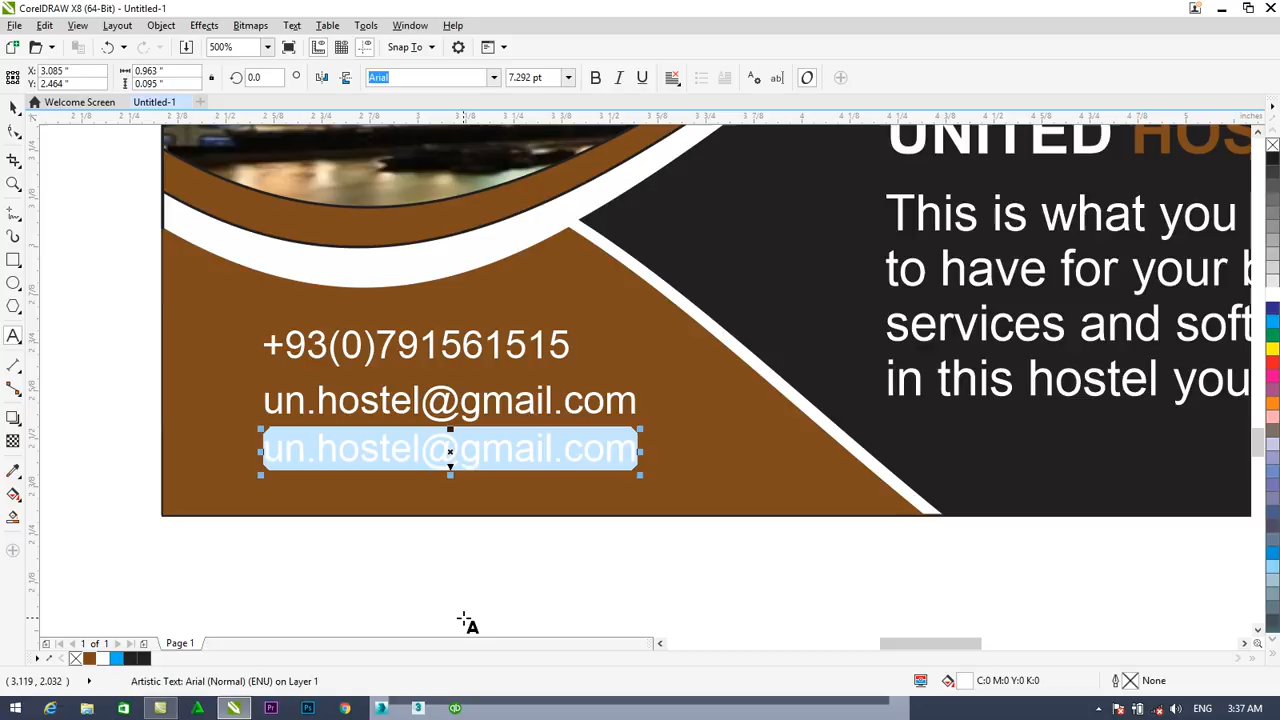 CorelDRAW X8 (64-Bit) - Untitled-1
File Edit View Layout Object Effects Bitmaps Text Table Tools Window Help
500% Snap To
X: 3.085 " 0.963 " 0.0 Arial 7.292 pt
Y: 2.464 " 0.095 "
Welcome Screen Untitled-1
inches
UNITED HOS
This is what you
to have for your b
services and soft
in this hostel you
+93(0)791561515
un.hostel@gmail.com
un.hostel@gmail.com
1 of 1 Page 1
( 3.119 , 2.032 ) Artistic Text: Arial (Normal) (ENU) on Layer 1 C:0 M:0 Y:0 K:0 None
ENG 3:37 AM